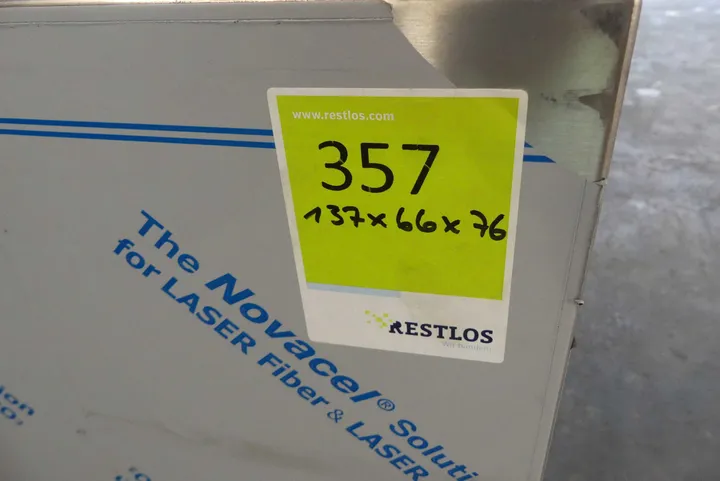 www.restlos.com
357
137x66x76
RESTLOS
The Novacel® Soluti
for LASER Fiber & LASER